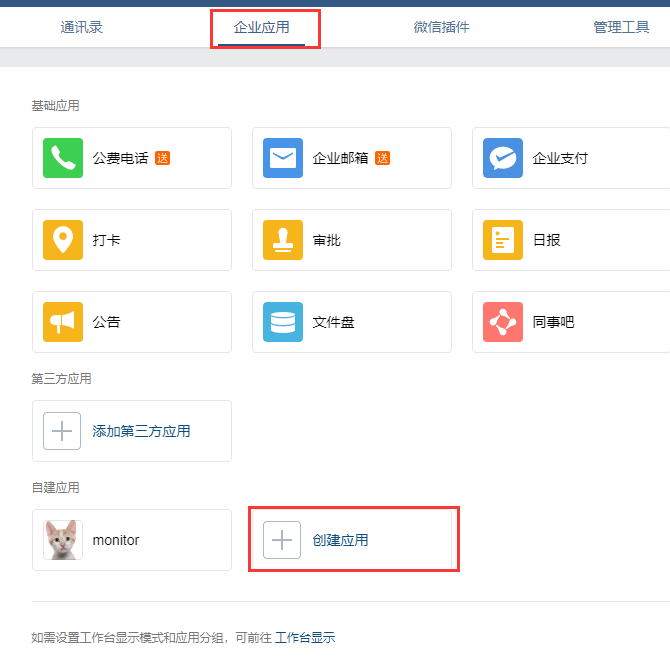 通讯录 企业应用 微信插件 管理工具
基础应用
公费电话 送 企业邮箱 送 企业支付
打卡 审批 日报
公告 文件盘 同事吧
第三方应用
添加第三方应用
自建应用
monitor 创建应用
如需设置工作台显示模式和应用分组，可前往 工作台显示